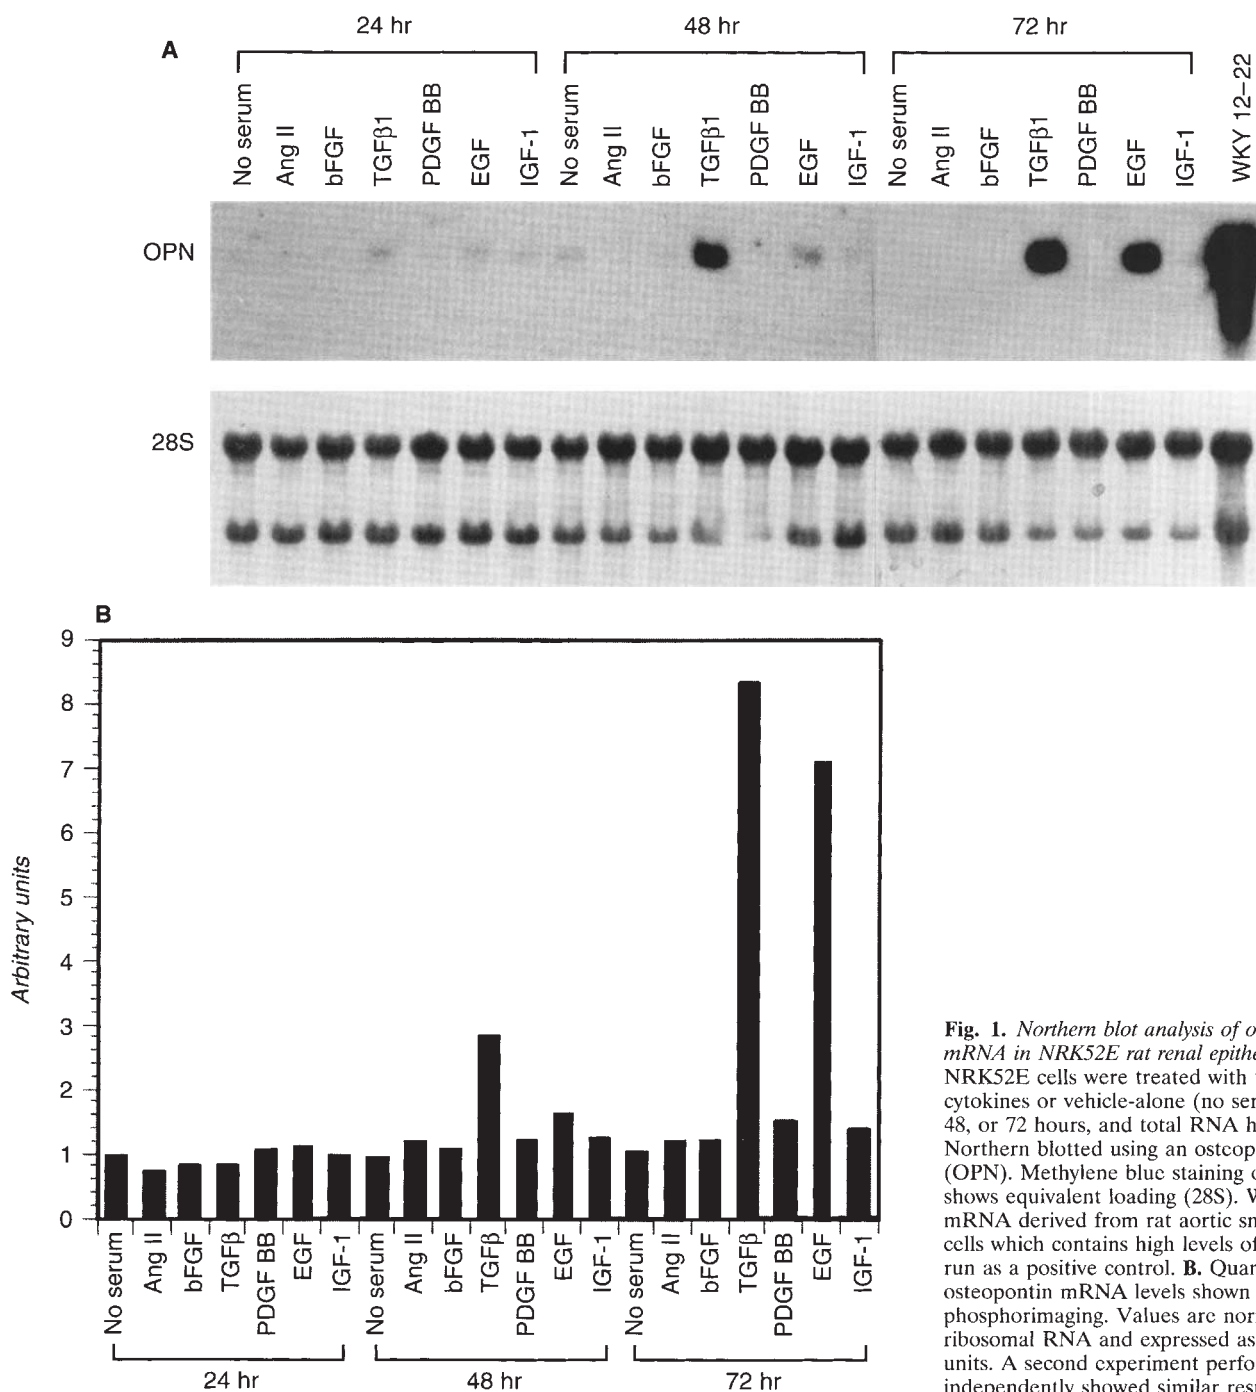 24 hr 48 hr 72 hr
A
No serum Ang II bFGF TGFβ1 PDGF BB EGF IGF-1 No serum Ang II bFGF TGFβ1 PDGF BB EGF IGF-1 No serum Ang II bFGF TGFβ1 PDGF BB EGF IGF-1 WKY 12–22
OPN
28S
B
9
8
7
6
5
4
3
2
1
0
Arbitrary units
No serum Ang II bFGF TGFβ PDGF BB EGF IGF-1 No serum Ang II bFGF TGFβ PDGF BB EGF IGF-1 No serum Ang II bFGF TGFβ PDGF BB EGF IGF-1
24 hr 48 hr 72 hr
Fig. 1. Northern blot analysis of
mRNA in NRK52E rat renal
NRK52E cells were treated with
cytokines or vehicle-alone (no
48, or 72 hours, and total RNA
Northern blotted using an
(OPN). Methylene blue staining
shows equivalent loading (28S).
mRNA derived from rat aortic
cells which contains high levels of
run as a positive control. B.
osteopontin mRNA levels shown
phosphorimaging. Values are
ribosomal RNA and expressed as
units. A second experiment
independently showed similar